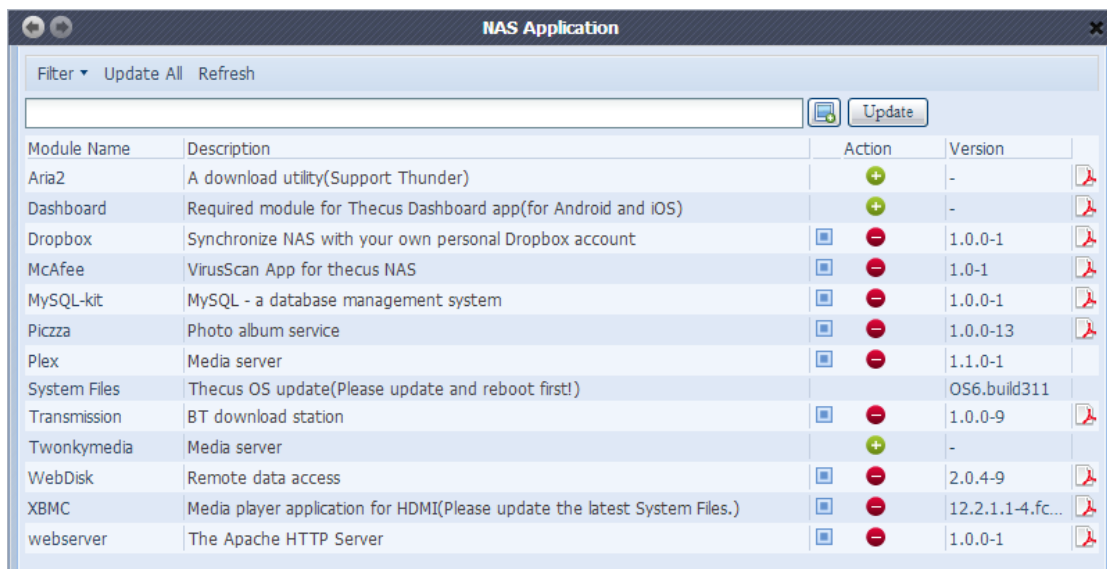 NAS Application
Filter Update All Refresh
Update
Module Name Description Action Version
Aria2 A download utility(Support Thunder) -
Dashboard Required module for Thecus Dashboard app(for Android and iOS) -
Dropbox Synchronize NAS with your own personal Dropbox account 1.0.0-1
McAfee VirusScan App for thecus NAS 1.0-1
MySQL-kit MySQL - a database management system 1.0.0-1
Piczza Photo album service 1.0.0-13
Plex Media server 1.1.0-1
System Files Thecus OS update(Please update and reboot first!) OS6.build311
Transmission BT download station 1.0.0-9
Twonkymedia Media server -
WebDisk Remote data access 2.0.4-9
XBMC Media player application for HDMI(Please update the latest System Files.) 12.2.1.1-4.fc...
webserver The Apache HTTP Server 1.0.0-1